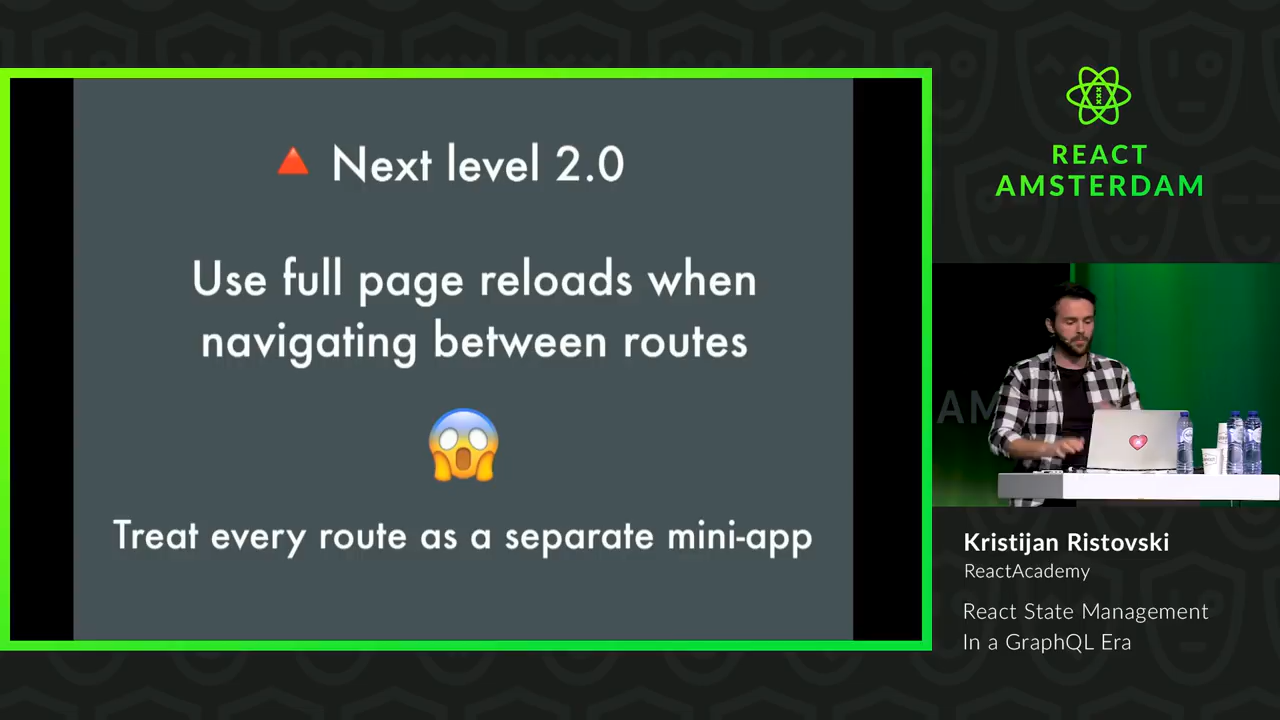 🔺 Next level 2.0
Use full page reloads when
navigating between routes
😱
Treat every route as a separate mini-app
REACT
AMSTERDAM
AM
Kristijan Ristovski
ReactAcademy
React State Management
In a GraphQL Era